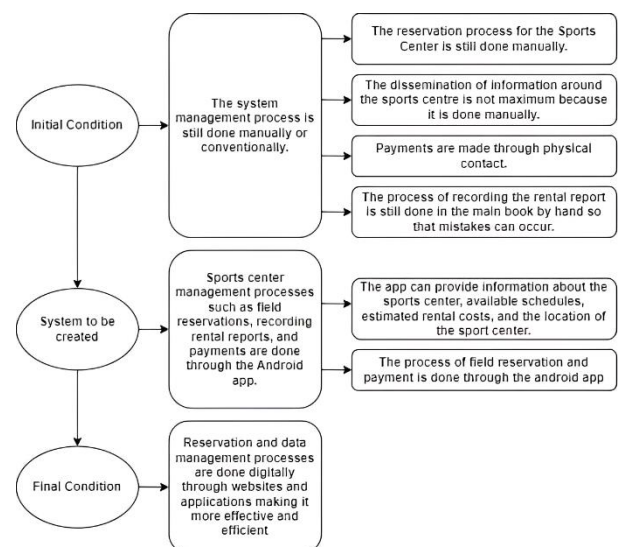 Initial Condition
The system
management process is
still done manually or
conventionally.
The reservation process for the Sports
Center is still done manually.
The dissemination of information around
the sports centre is not maximum because
it is done manually.
Payments are made through physical
contact.
The process of recording the rental report
is still done in the main book by hand so
that mistakes can occur.
System to be
created
Sports center
management processes
such as field
reservations, recording
rental reports, and
payments are done
through the Android
app.
The app can provide information about the
sports center, available schedules,
estimated rental costs, and the location of
the sport center.
The process of field reservation and
payment is done through the android app
Final Condition
Reservation and data
management processes
are done digitally
through websites and
applications making it
more effective and
efficient